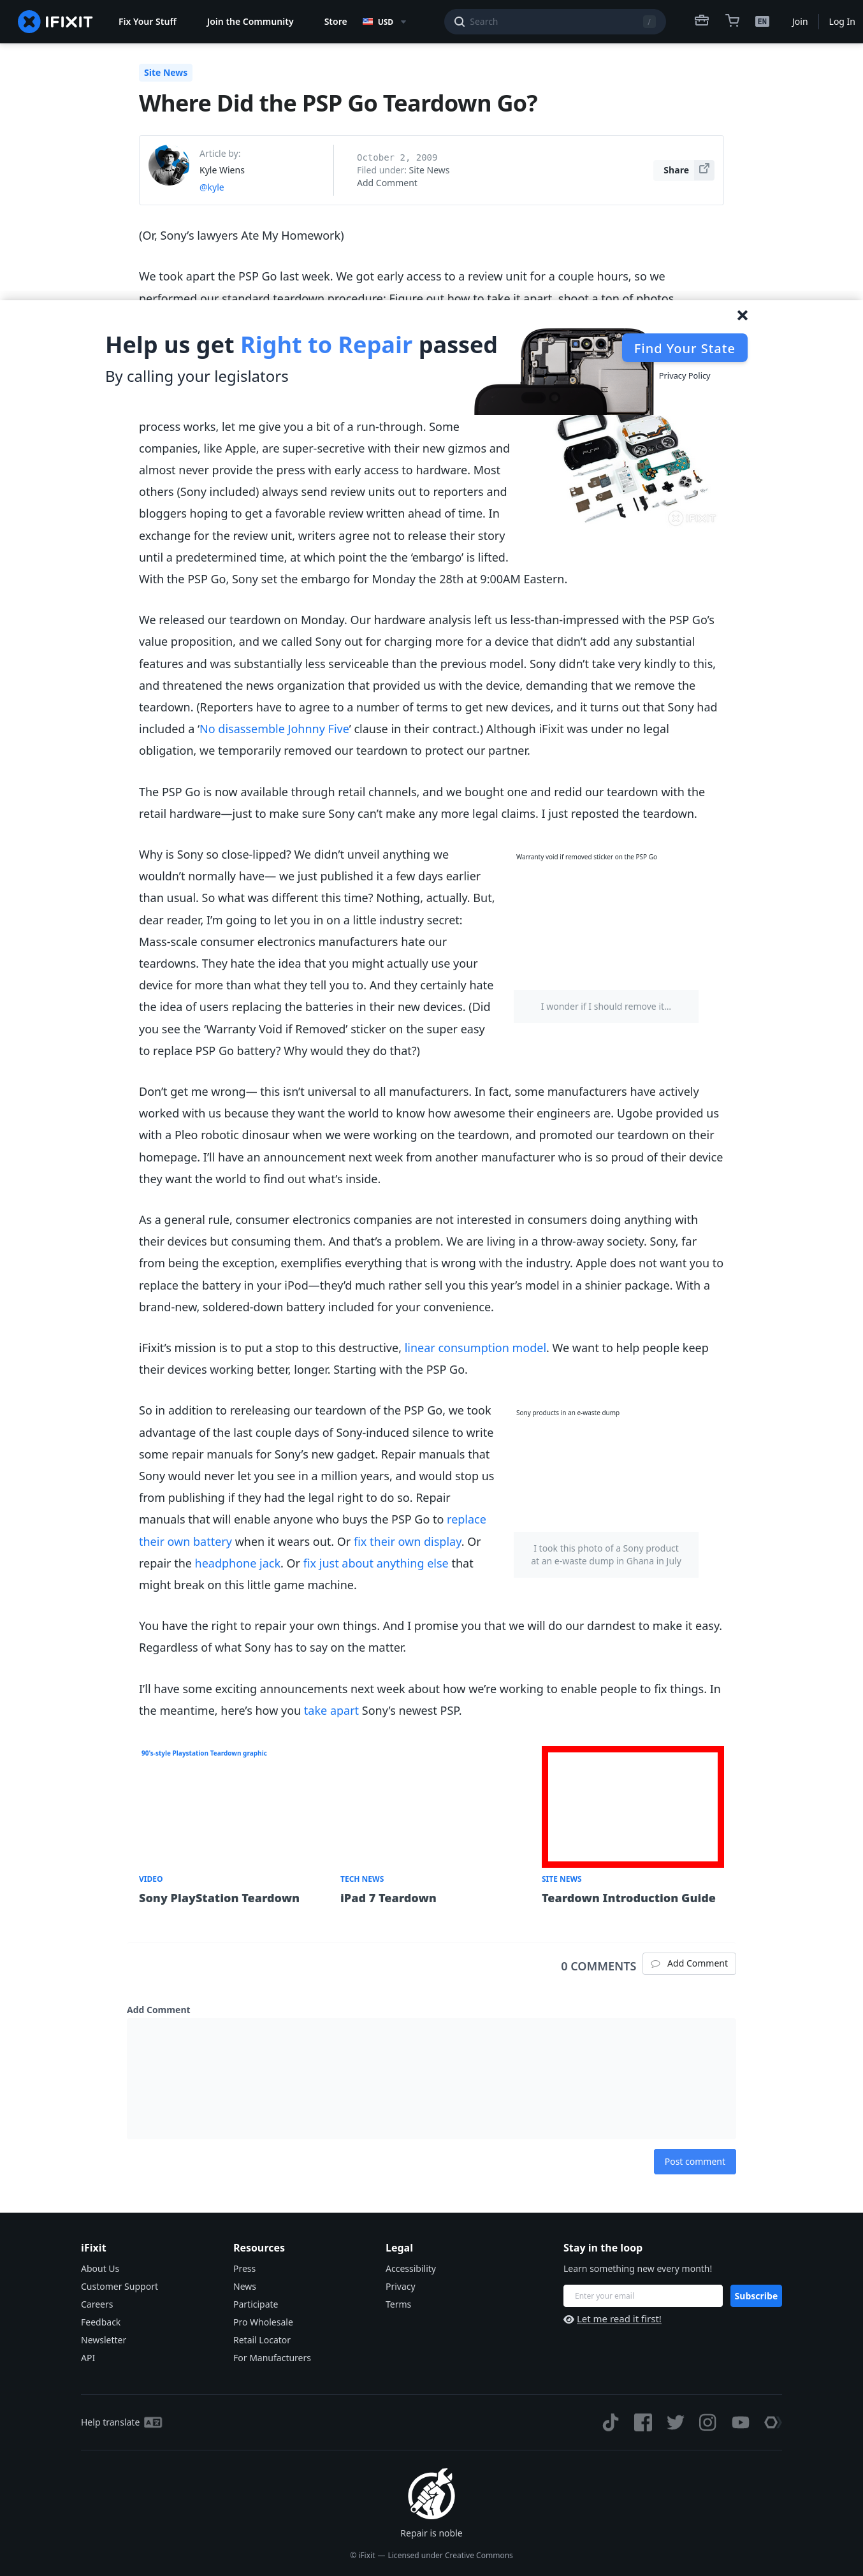 IFIXIT
Fix Your Stuff
Join the Community
Store
USD
Search
/
EN
Join
Log In
Site News
Where Did the PSP Go Teardown Go?
Article by:
Kyle Wiens
@kyle
October 2, 2009
Filed under: Site News
Add Comment
Share
(Or, Sony’s lawyers Ate My Homework)
We took apart the PSP Go last week. We got early access to a review unit for a couple hours, so we
performed our standard teardown procedure: Figure out how to take it apart, shoot a ton of photos,
Help us get Right to Repair passed
By calling your legislators
Find Your State
Privacy Policy
process works, let me give you a bit of a run-through. Some
companies, like Apple, are super-secretive with their new gizmos and
almost never provide the press with early access to hardware. Most
others (Sony included) always send review units out to reporters and
bloggers hoping to get a favorable review written ahead of time. In
exchange for the review unit, writers agree not to release their story
until a predetermined time, at which point the the ‘embargo’ is lifted.
With the PSP Go, Sony set the embargo for Monday the 28th at 9:00AM Eastern.
IFIXIT
We released our teardown on Monday. Our hardware analysis left us less-than-impressed with the PSP Go’s
value proposition, and we called Sony out for charging more for a device that didn’t add any substantial
features and was substantially less serviceable than the previous model. Sony didn’t take very kindly to this,
and threatened the news organization that provided us with the device, demanding that we remove the
teardown. (Reporters have to agree to a number of terms to get new devices, and it turns out that Sony had
included a ‘No disassemble Johnny Five’ clause in their contract.) Although iFixit was under no legal
obligation, we temporarily removed our teardown to protect our partner.
The PSP Go is now available through retail channels, and we bought one and redid our teardown with the
retail hardware—just to make sure Sony can’t make any more legal claims. I just reposted the teardown.
Why is Sony so close-lipped? We didn’t unveil anything we
wouldn’t normally have— we just published it a few days earlier
than usual. So what was different this time? Nothing, actually. But,
dear reader, I’m going to let you in on a little industry secret:
Mass-scale consumer electronics manufacturers hate our
teardowns. They hate the idea that you might actually use your
device for more than what they tell you to. And they certainly hate
the idea of users replacing the batteries in their new devices. (Did
you see the ‘Warranty Void if Removed’ sticker on the super easy
to replace PSP Go battery? Why would they do that?)
Warranty void if removed sticker on the PSP Go
I wonder if I should remove it…
Don’t get me wrong— this isn’t universal to all manufacturers. In fact, some manufacturers have actively
worked with us because they want the world to know how awesome their engineers are. Ugobe provided us
with a Pleo robotic dinosaur when we were working on the teardown, and promoted our teardown on their
homepage. I’ll have an announcement next week from another manufacturer who is so proud of their device
they want the world to find out what’s inside.
As a general rule, consumer electronics companies are not interested in consumers doing anything with
their devices but consuming them. And that’s a problem. We are living in a throw-away society. Sony, far
from being the exception, exemplifies everything that is wrong with the industry. Apple does not want you to
replace the battery in your iPod—they’d much rather sell you this year’s model in a shinier package. With a
brand-new, soldered-down battery included for your convenience.
iFixit’s mission is to put a stop to this destructive, linear consumption model. We want to help people keep
their devices working better, longer. Starting with the PSP Go.
So in addition to rereleasing our teardown of the PSP Go, we took
advantage of the last couple days of Sony-induced silence to write
some repair manuals for Sony’s new gadget. Repair manuals that
Sony would never let you see in a million years, and would stop us
from publishing if they had the legal right to do so. Repair
manuals that will enable anyone who buys the PSP Go to replace
their own battery when it wears out. Or fix their own display. Or
repair the headphone jack. Or fix just about anything else that
might break on this little game machine.
Sony products in an e-waste dump
I took this photo of a Sony product
at an e-waste dump in Ghana in July
You have the right to repair your own things. And I promise you that we will do our darndest to make it easy.
Regardless of what Sony has to say on the matter.
I’ll have some exciting announcements next week about how we’re working to enable people to fix things. In
the meantime, here’s how you take apart Sony’s newest PSP.
90's-style Playstation Teardown graphic
VIDEO
Sony PlayStation Teardown
TECH NEWS
iPad 7 Teardown
SITE NEWS
Teardown Introduction Guide
0 COMMENTS
Add Comment
Add Comment
Post comment
iFixit
About Us
Customer Support
Careers
Feedback
Newsletter
API
Resources
Press
News
Participate
Pro Wholesale
Retail Locator
For Manufacturers
Legal
Accessibility
Privacy
Terms
Stay in the loop
Learn something new every month!
Enter your email
Subscribe
Let me read it first!
Help translate
Repair is noble
© iFixit — Licensed under Creative Commons